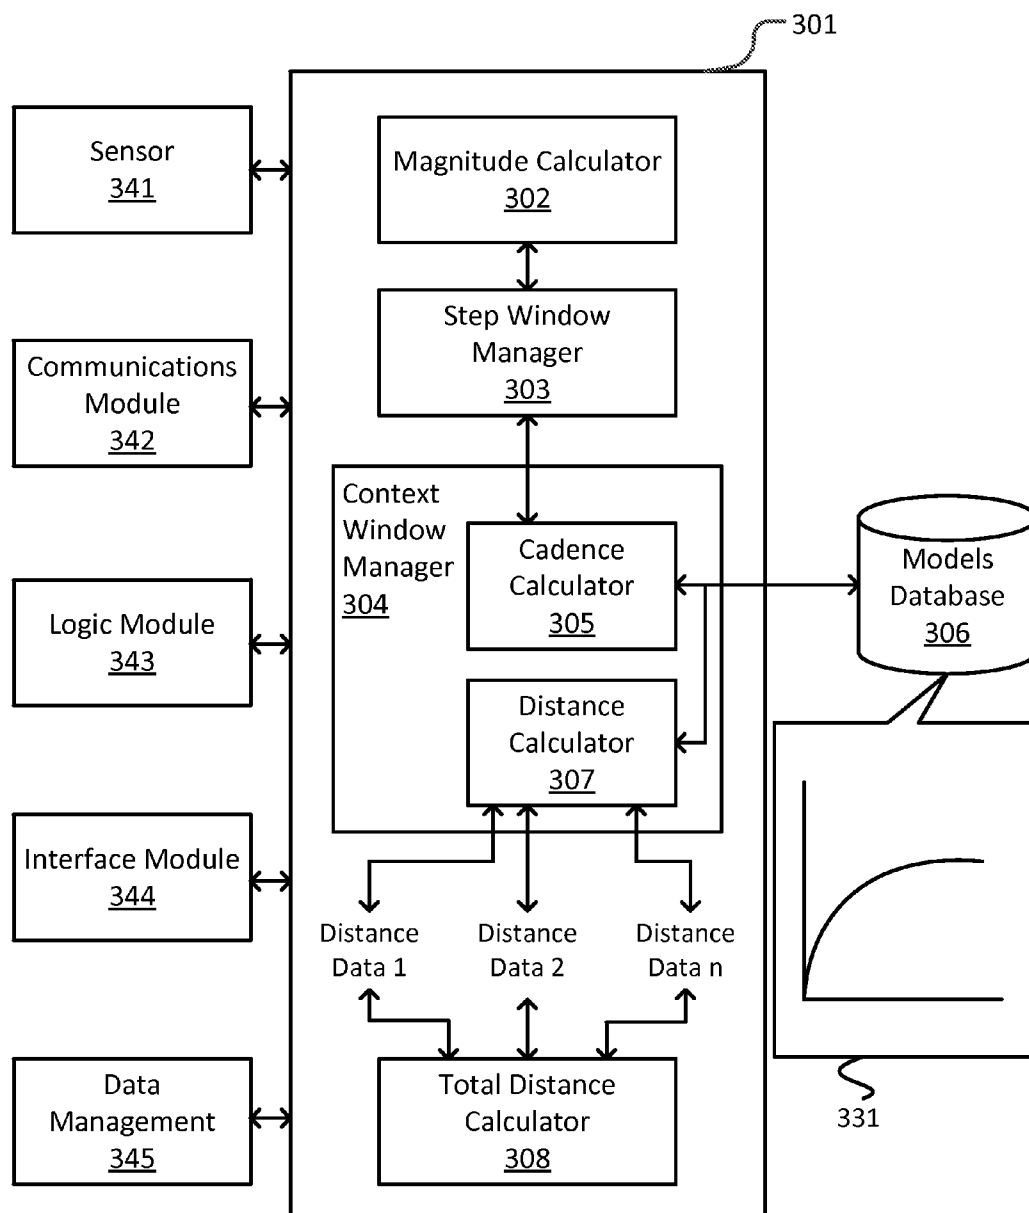 301
Sensor
341
Communications
Module
342
Logic Module
343
Interface Module
344
Data
Management
345
Magnitude Calculator
302
Step Window
Manager
303
Context
Window
Manager
304
Cadence
Calculator
305
Distance
Calculator
307
Distance
Data 1
Distance
Data 2
Distance
Data n
Total Distance
Calculator
308
Models
Database
306
331